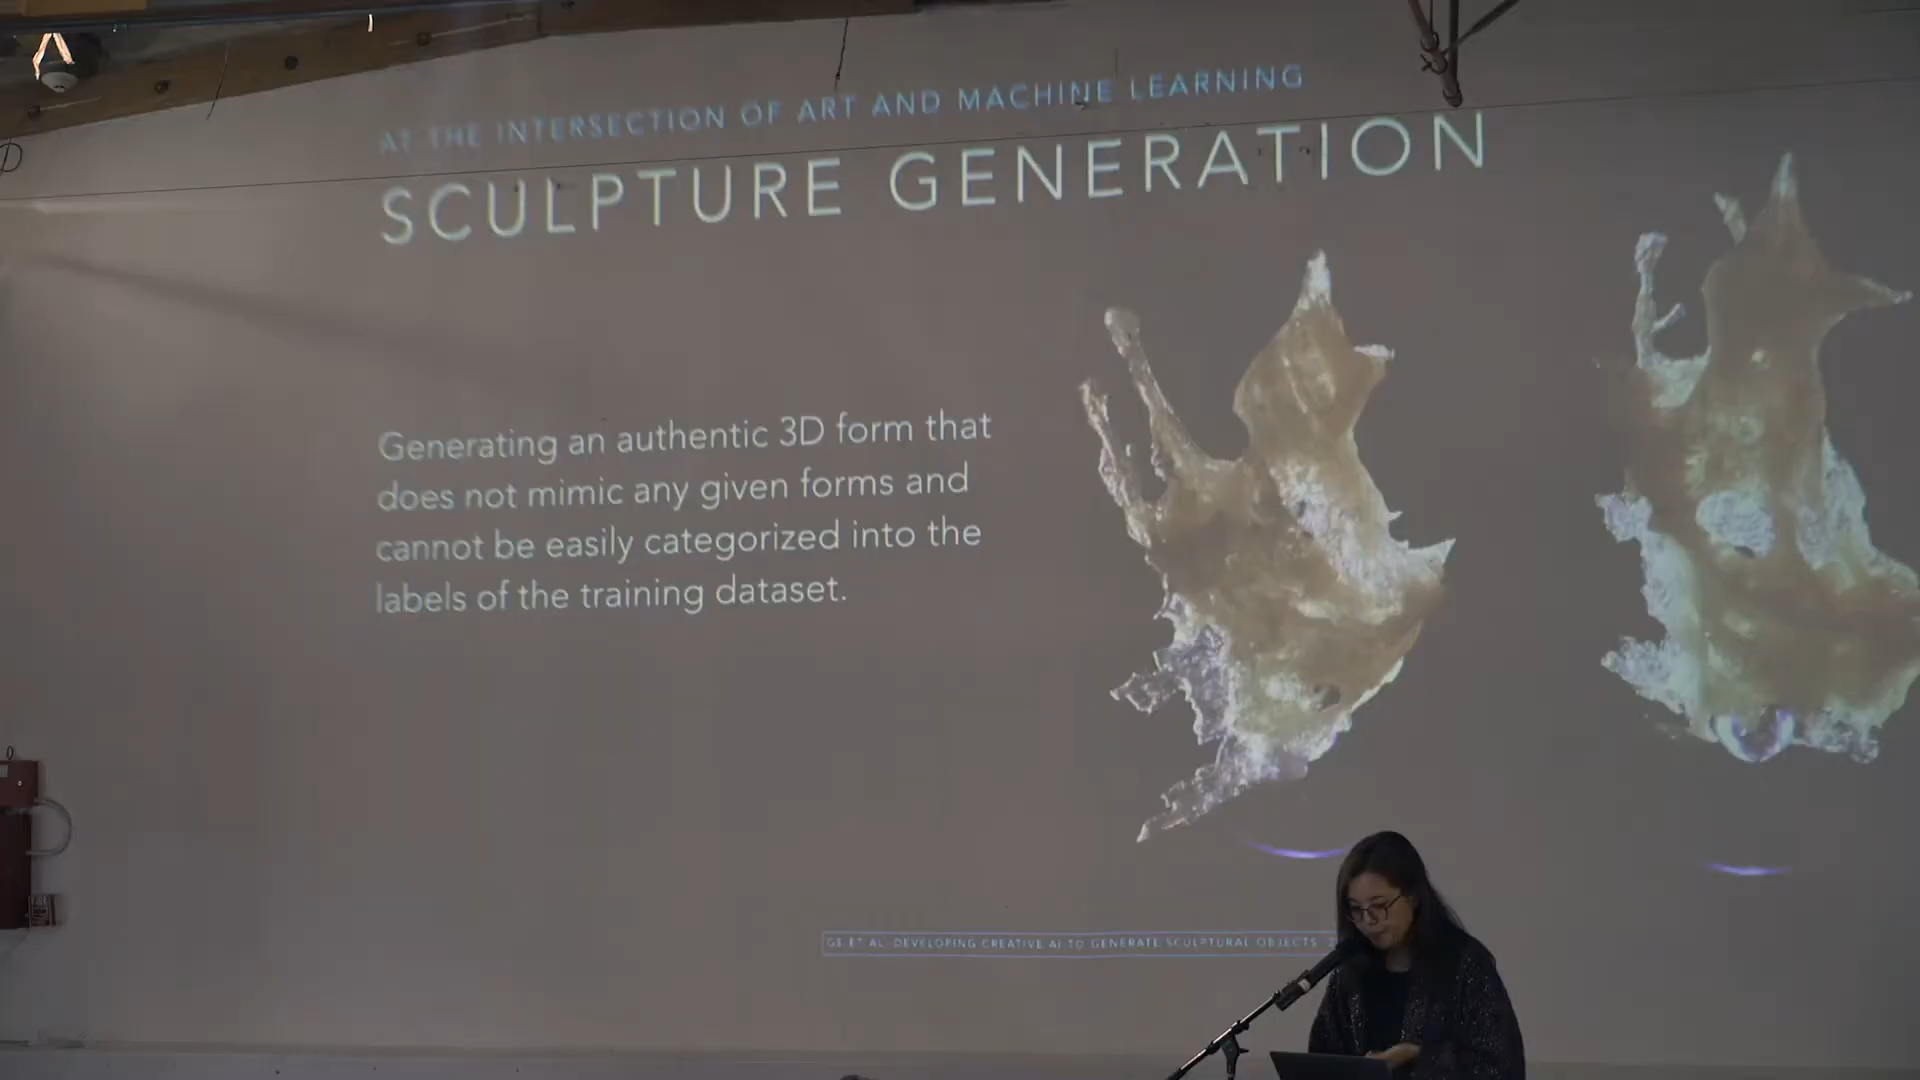 AT THE INTERSECTION OF ART AND MACHINE LEARNING
SCULPTURE GENERATION
Generating an authentic 3D form that
does not mimic any given forms and
cannot be easily categorized into the
labels of the training dataset.
GE ET AL. DEVELOPING CREATIVE AI TO GENERATE SCULPTURAL OBJECTS